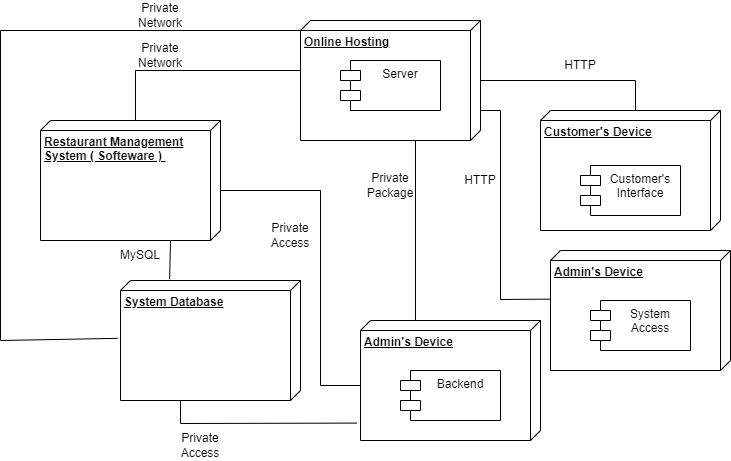 Private
Network
Online Hosting
Server
Private
Network
HTTP
Restaurant Management
System ( Softeware )
Customer's Device
Customer's
Interface
Private
Package
HTTP
Private
Access
MySQL
Admin's Device
System
Access
System Database
Admin's Device
Backend
Private
Access